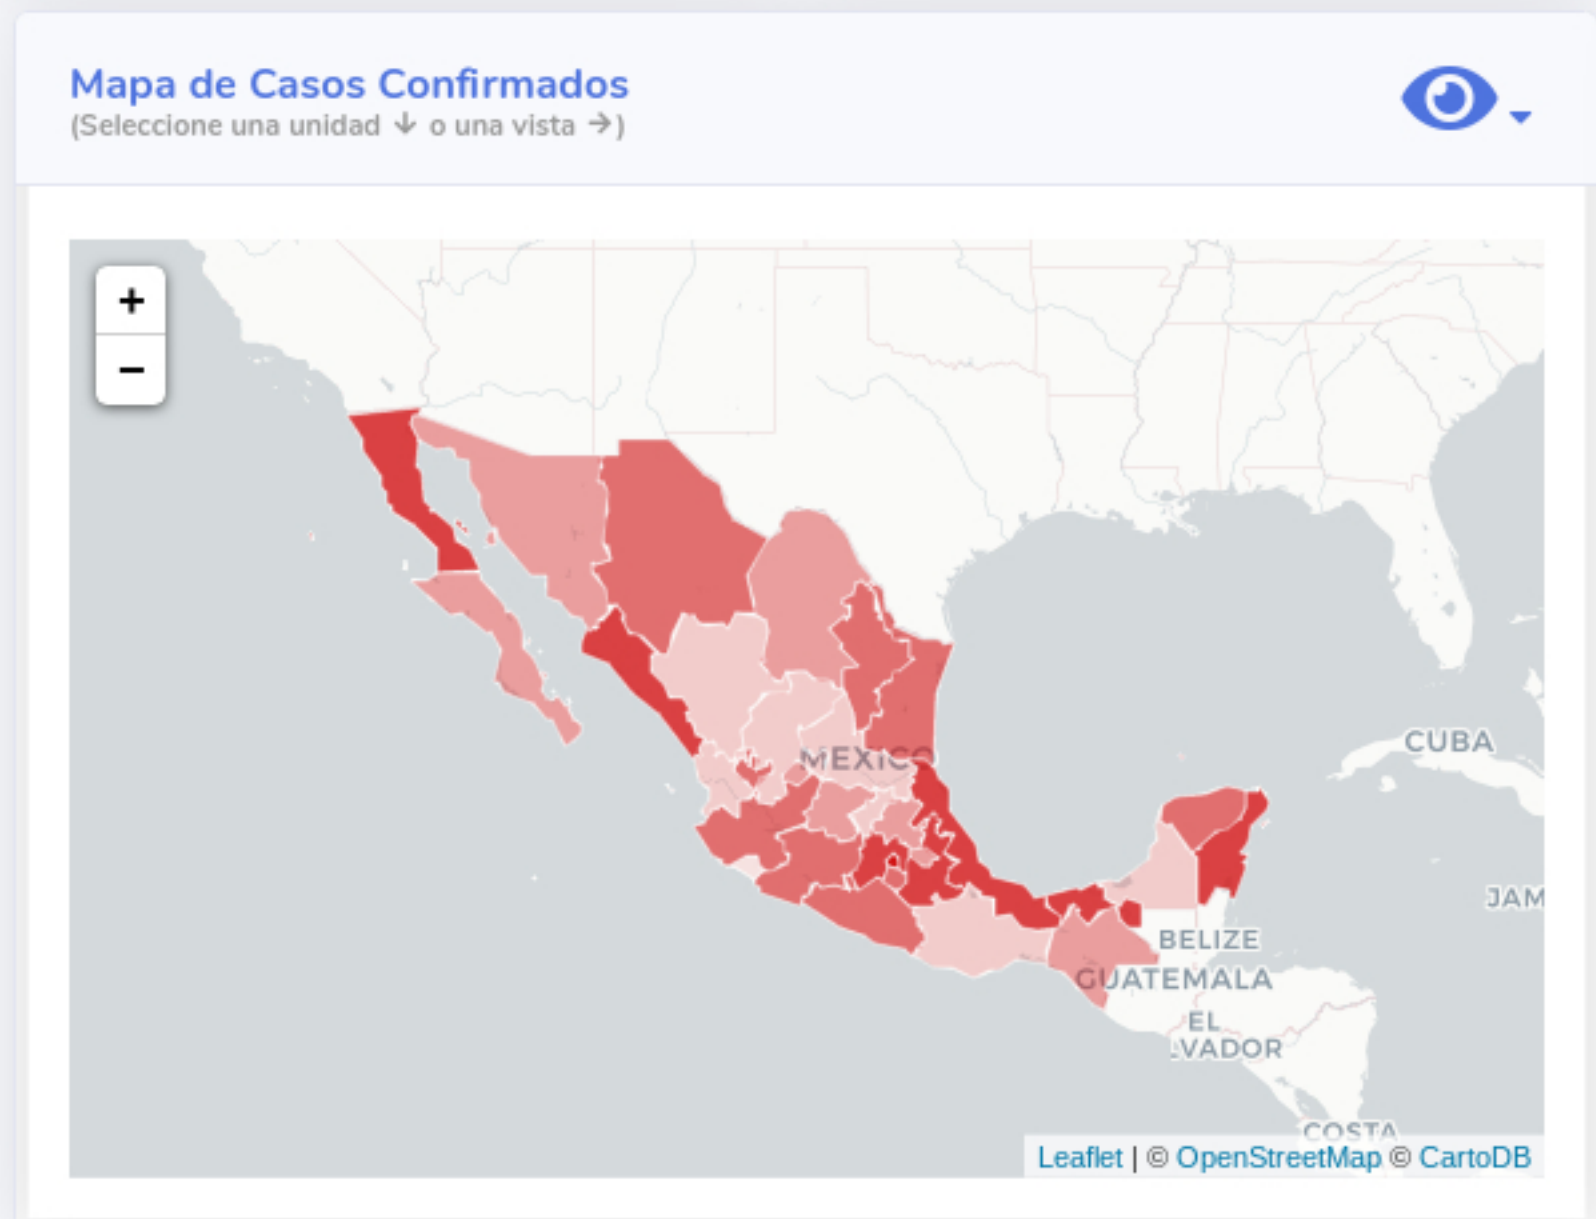 Mapa de Casos Confirmados
(Seleccione una unidad ↓ o una vista →)
+
−
MEXICO
CUBA
JAM
BELIZE
GUATEMALA
EL
VADOR
COSTA
Leaflet | © OpenStreetMap © CartoDB